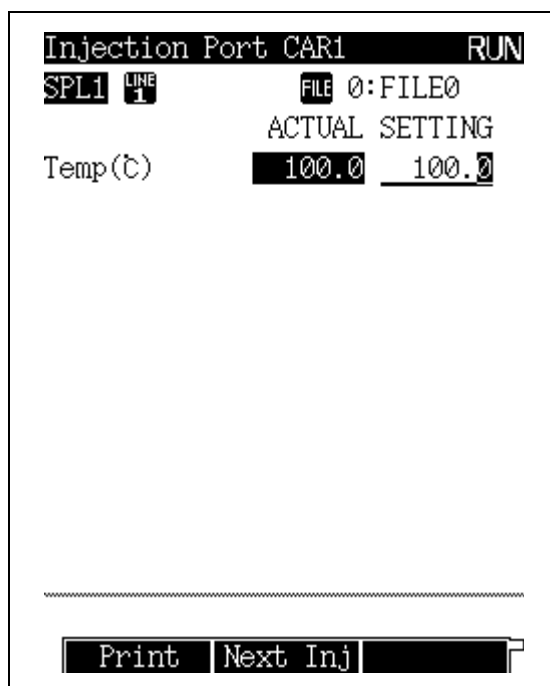 Injection Port CAR1 RUN
SPL1 LINE 1 FILE 0:FILE0
ACTUAL SETTING
Temp(℃) 100.0 100.0
Print Next Inj